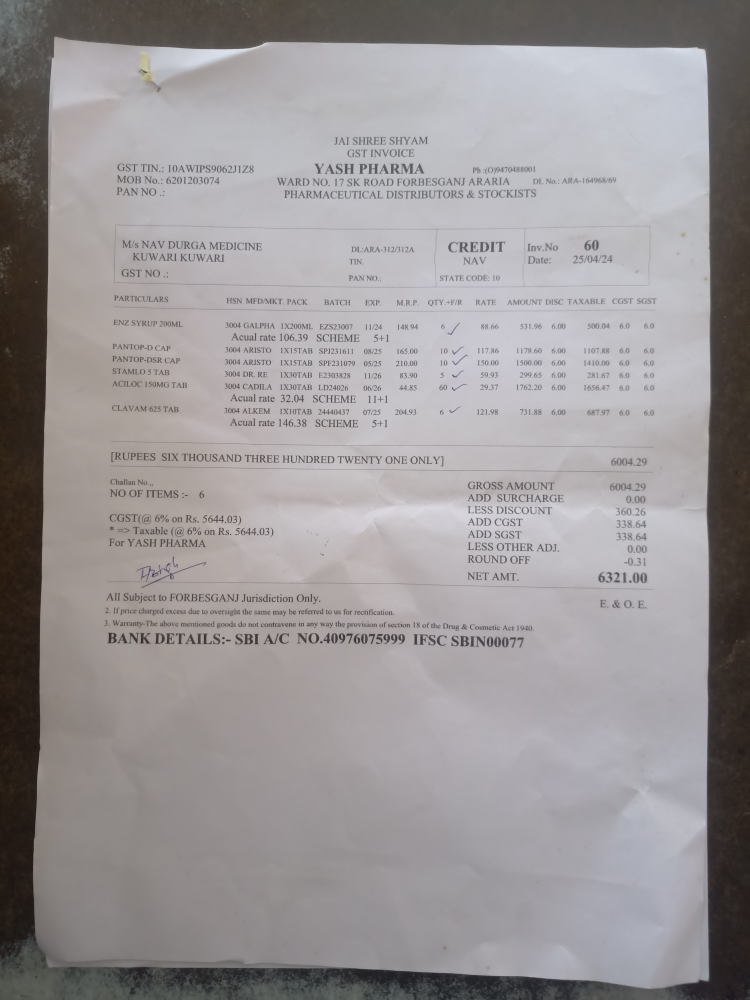 JAI SHREE SHYAM
GST INVOICE
GST TIN.: 10AWIPS9062J1Z8 YASH PHARMA Ph :(O)9470488001
MOB No.: 6201203074 WARD NO. 17 SK ROAD FORBESGANJ ARARIA DL No.: ARA-164968/69
PAN NO .: PHARMACEUTICAL DISTRIBUTORS & STOCKISTS
M/s NAV DURGA MEDICINE DL:ARA-312/312A CREDIT Inv.No 60
KUWARI KUWARI TIN. NAV Date: 25/04/24
GST NO .: PAN NO.: STATE CODE: 10
PARTICULARS HSN MFD/MKT. PACK BATCH EXP. M.R.P. QTY.+F/R RATE AMOUNT DISC TAXABLE CGST SGST
ENZ SYRUP 200ML 3004 GALPHA 1X200ML EZS23007 11/24 148.94 6 88.66 531.96 6.00 500.04 6.0 6.0
Acual rate 106.39 SCHEME 5+1
PANTOP-D CAP 3004 ARISTO 1X15TAB SPJ231611 08/25 165.00 10 117.86 1178.60 6.00 1107.88 6.0 6.0
PANTOP-DSR CAP 3004 ARISTO 1X15TAB SPF231079 05/25 210.00 10 150.00 1500.00 6.00 1410.00 6.0 6.0
STAMLO 5 TAB 3004 DR. RE 1X30TAB E2303828 11/26 83.90 5 59.93 299.65 6.00 281.67 6.0 6.0
ACILOC 150MG TAB 3004 CADILA 1X30TAB LD24026 06/26 44.85 60 29.37 1762.20 6.00 1656.47 6.0 6.0
Acual rate 32.04 SCHEME 11+1
CLAVAM 625 TAB 3004 ALKEM 1X10TAB 24440437 07/25 204.93 6 121.98 731.88 6.00 687.97 6.0 6.0
Acual rate 146.38 SCHEME 5+1
[RUPEES SIX THOUSAND THREE HUNDRED TWENTY ONE ONLY] 6004.29
Challan No.,, GROSS AMOUNT 6004.29
NO OF ITEMS :- 6 ADD SURCHARGE 0.00
LESS DISCOUNT 360.26
CGST(@ 6% on Rs. 5644.03) ADD CGST 338.64
* => Taxable (@ 6% on Rs. 5644.03) ADD SGST 338.64
For YASH PHARMA LESS OTHER ADJ. 0.00
ROUND OFF -0.31
NET AMT. 6321.00
All Subject to FORBESGANJ Jurisdiction Only. E. & O. E.
2. If price charged excess due to oversight the same may be referred to us for rectification.
3. Warranty-The above mentioned goods do not contravene in any way the provision of section 18 of the Drug & Cosmetic Act 1940.
BANK DETAILS:- SBI A/C NO.40976075999 IFSC SBIN00077